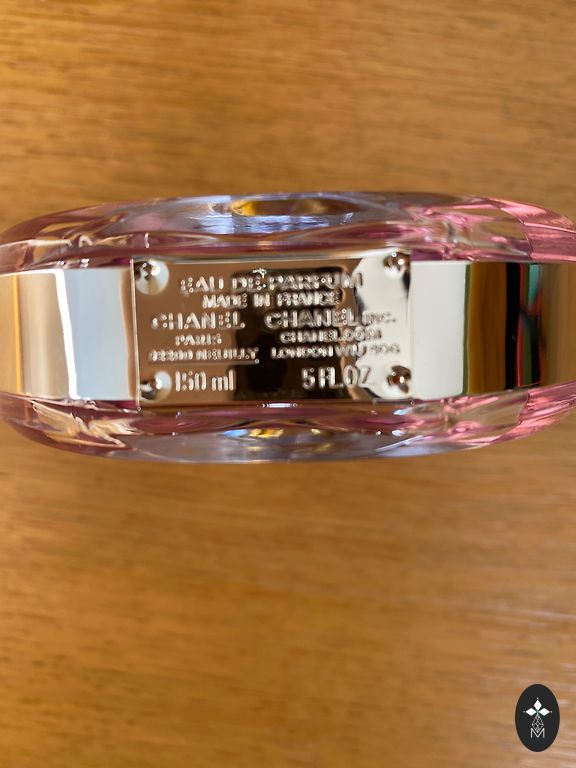 EAU DE PARFUM
MADE IN FRANCE
CHANEL CHANEL INC.
PARIS CHANEL.COM
92200 NEUILLY LONDON W1J
150 ml 5 FL.OZ
M